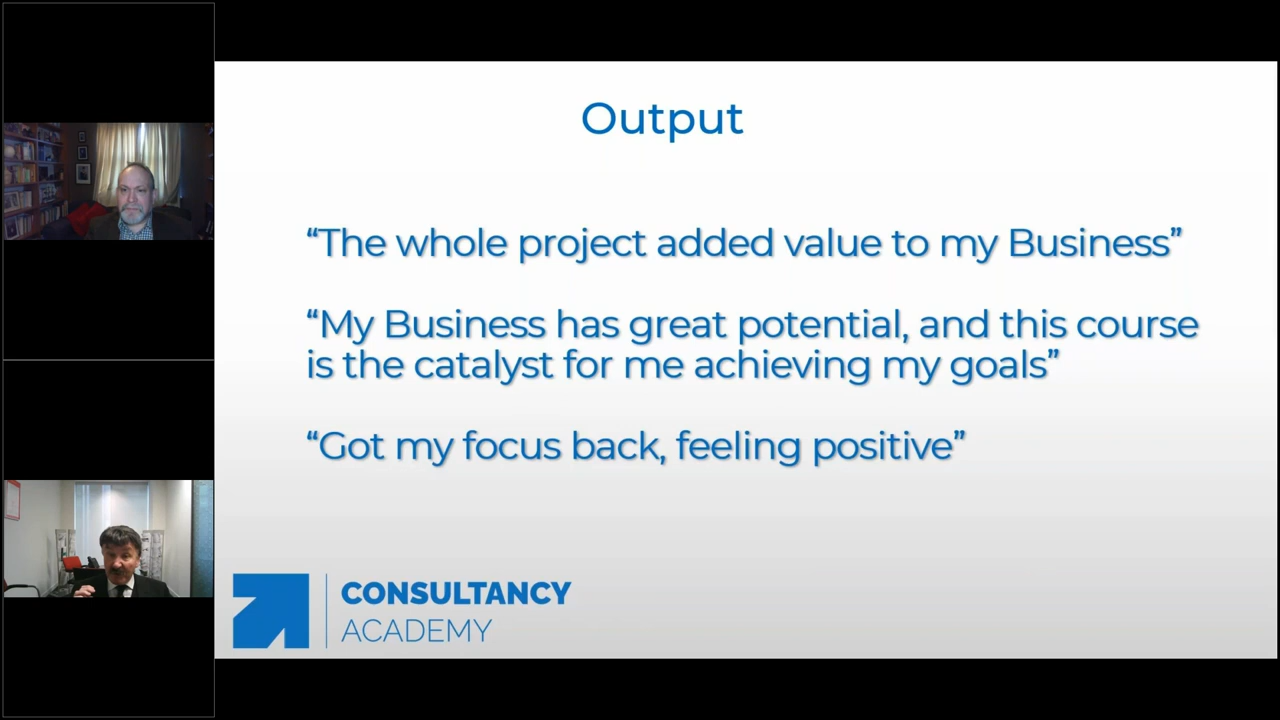 Output
“The whole project added value to my Business”
“My Business has great potential, and this course
is the catalyst for me achieving my goals”
“Got my focus back, feeling positive”
CONSULTANCY
ACADEMY